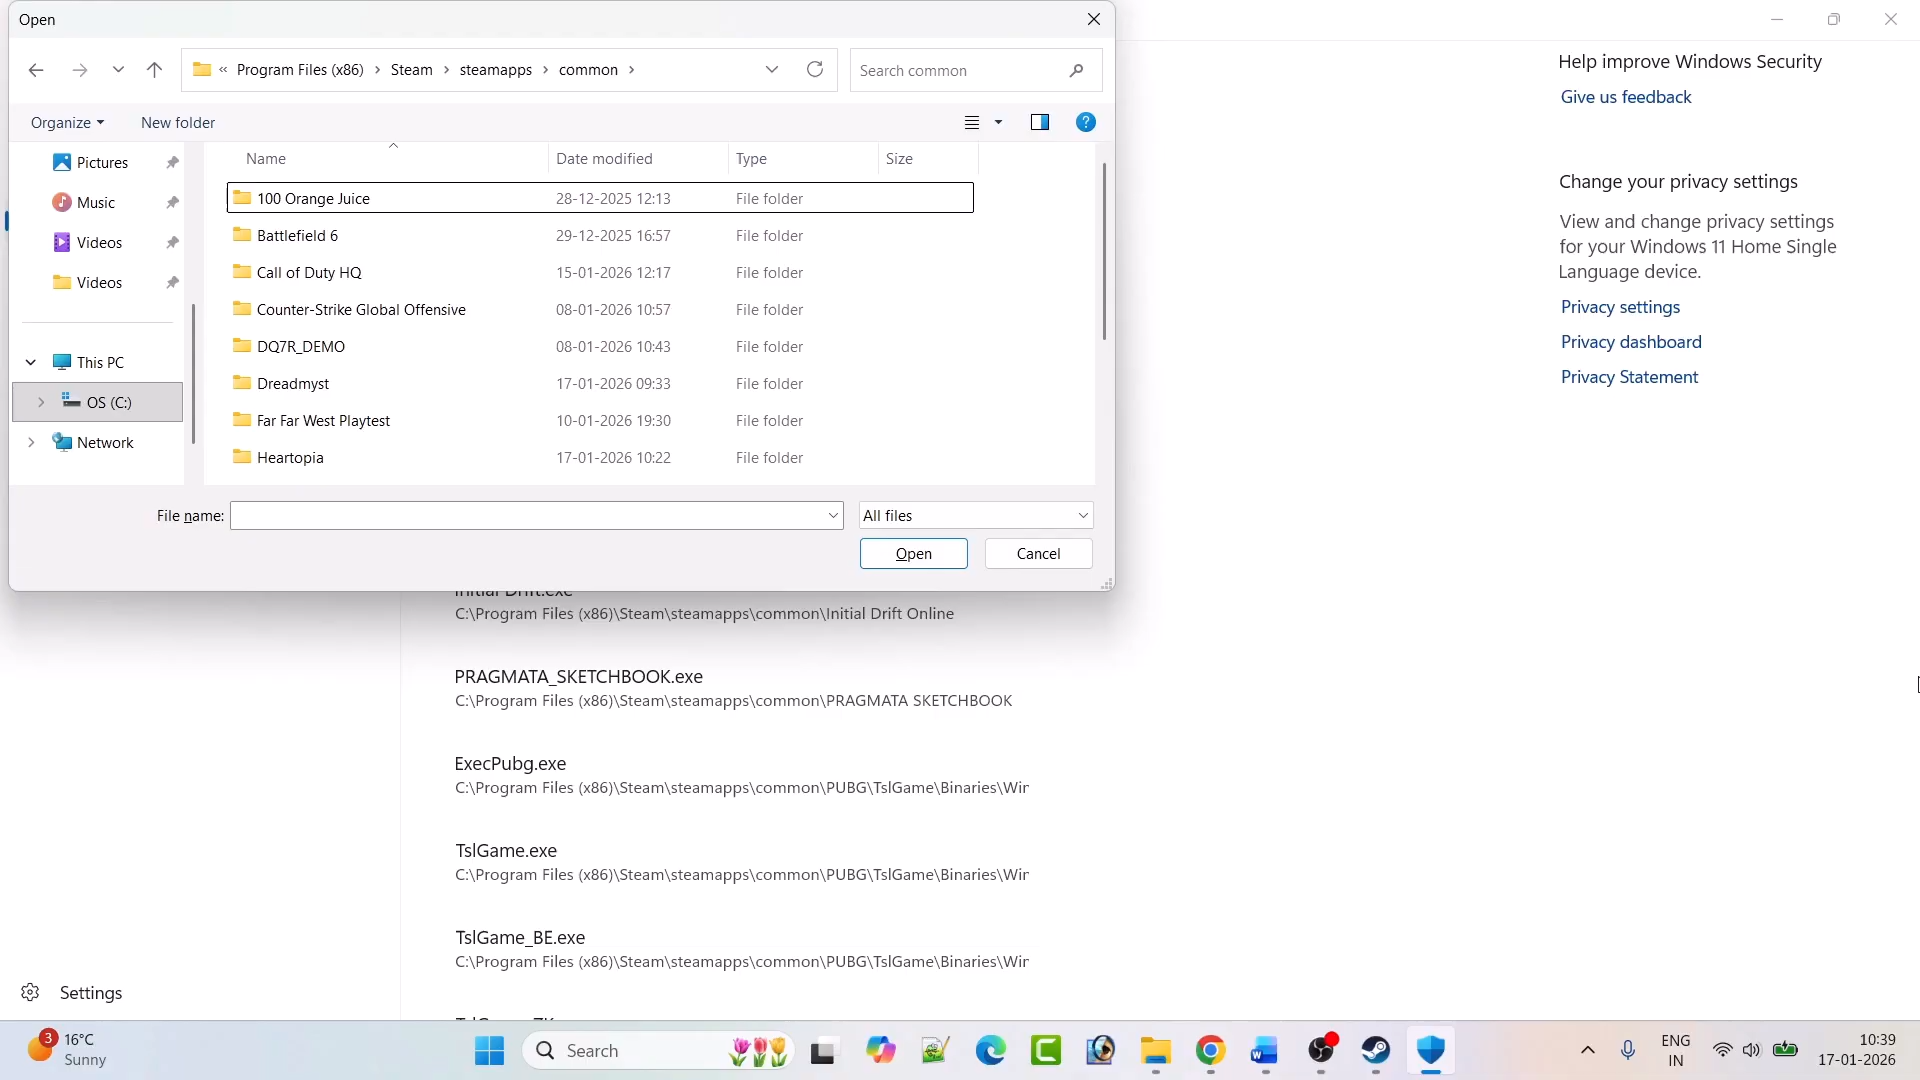 Open
« Program Files (x86) › Steam › steamapps › common ›
Search common
Organize
New folder
Name
Date modified
Type
Size
Pictures
Music
Videos
Videos
This PC
OS (C:)
Network
100 Orange Juice 28-12-2025 12:13 File folder
Battlefield 6 29-12-2025 16:57 File folder
Call of Duty HQ 15-01-2026 12:17 File folder
Counter-Strike Global Offensive 08-01-2026 10:57 File folder
DQ7R_DEMO 08-01-2026 10:43 File folder
Dreadmyst 17-01-2026 09:33 File folder
Far Far West Playtest 10-01-2026 19:30 File folder
Heartopia 17-01-2026 10:22 File folder
File name:
All files
Open
Cancel
Help improve Windows Security
Give us feedback
Change your privacy settings
View and change privacy settings
for your Windows 11 Home Single
Language device.
Privacy settings
Privacy dashboard
Privacy Statement
Initial Drift.exe
C:\Program Files (x86)\Steam\steamapps\common\Initial Drift Online
PRAGMATA_SKETCHBOOK.exe
C:\Program Files (x86)\Steam\steamapps\common\PRAGMATA SKETCHBOOK
ExecPubg.exe
C:\Program Files (x86)\Steam\steamapps\common\PUBG\TslGame\Binaries\Wir
TslGame.exe
C:\Program Files (x86)\Steam\steamapps\common\PUBG\TslGame\Binaries\Wir
TslGame_BE.exe
C:\Program Files (x86)\Steam\steamapps\common\PUBG\TslGame\Binaries\Wir
Settings
3
16°C
Sunny
Search
ENG
IN
10:39
17-01-2026